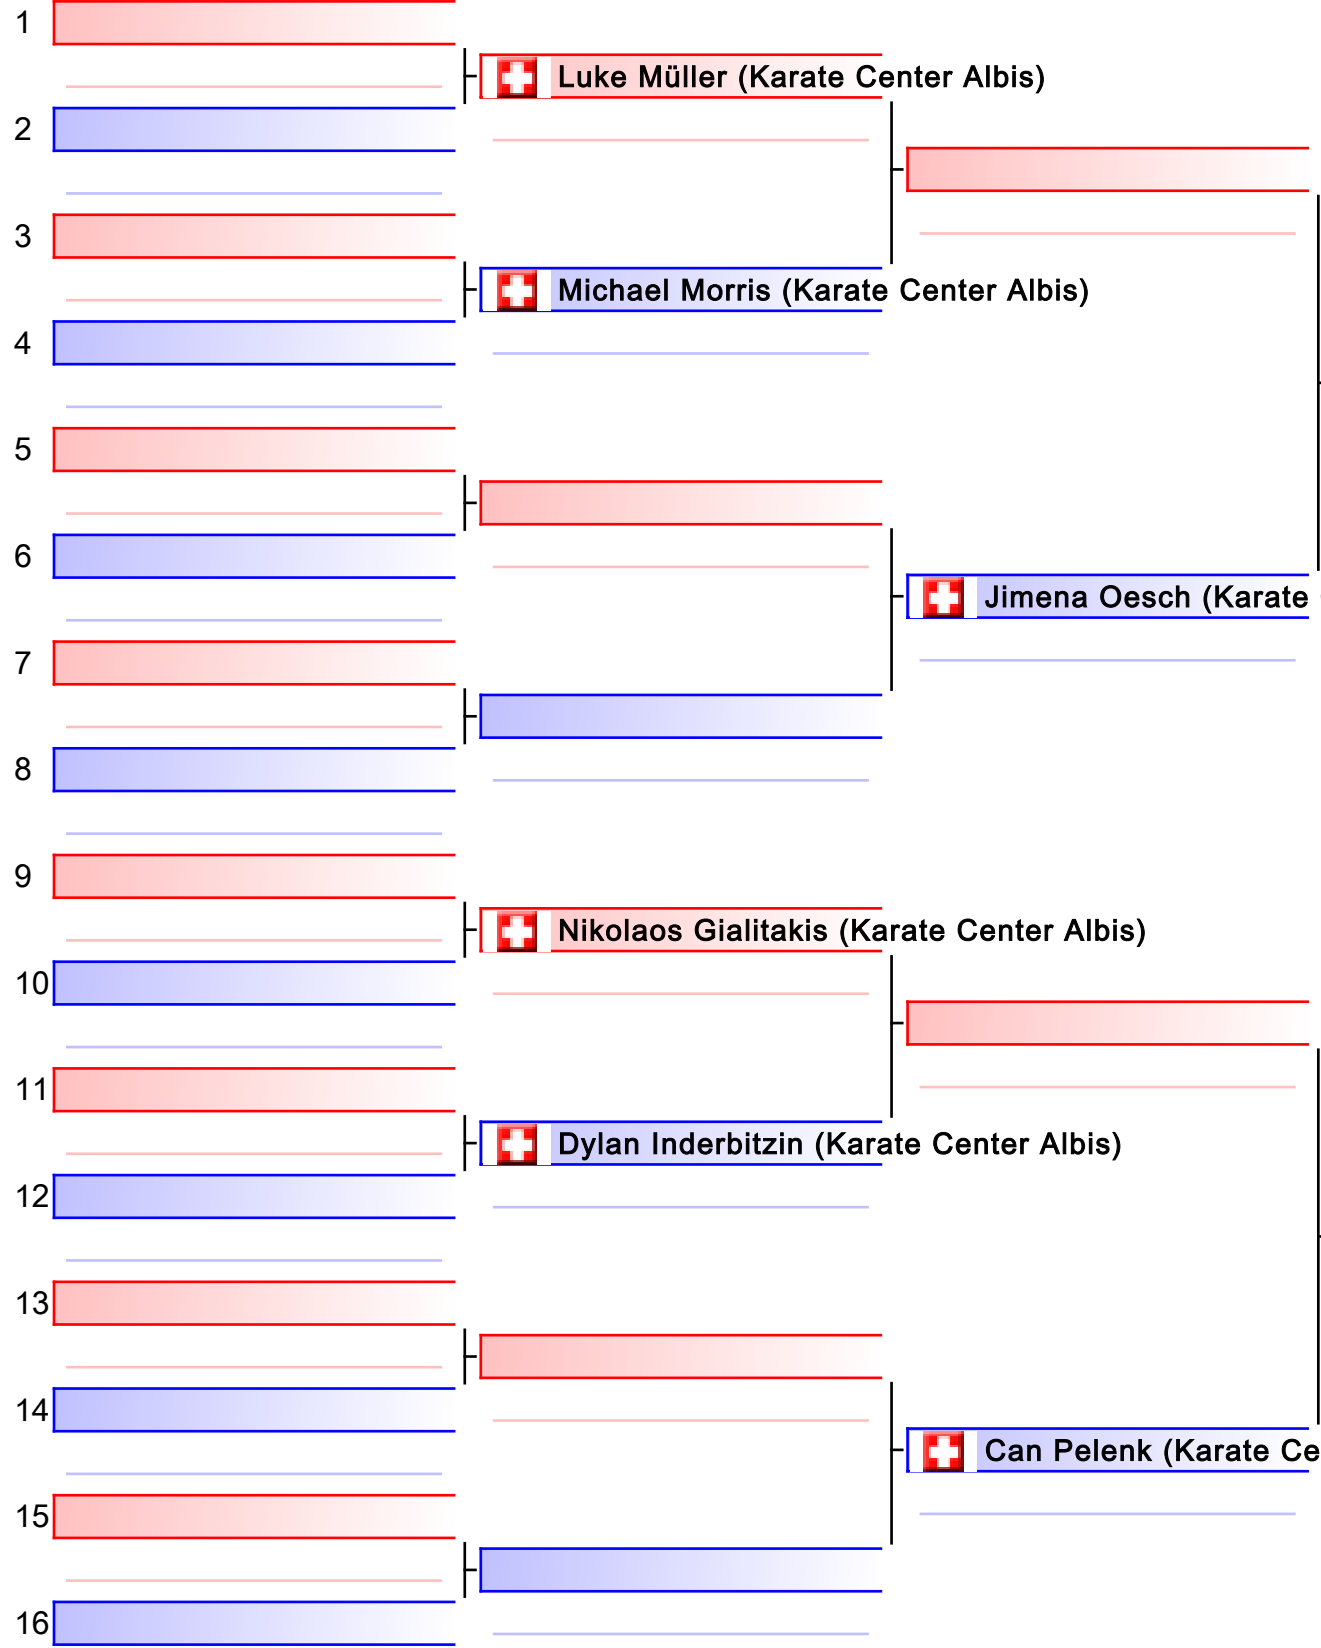 1
Luke Müller (Karate Center Albis)
2
3
Michael Morris (Karate Center Albis)
4
5
6
Jimena Oesch (Karate
7
8
9
Nikolaos Gialitakis (Karate Center Albis)
10
11
Dylan Inderbitzin (Karate Center Albis)
12
13
14
Can Pelenk (Karate Ce
15
16